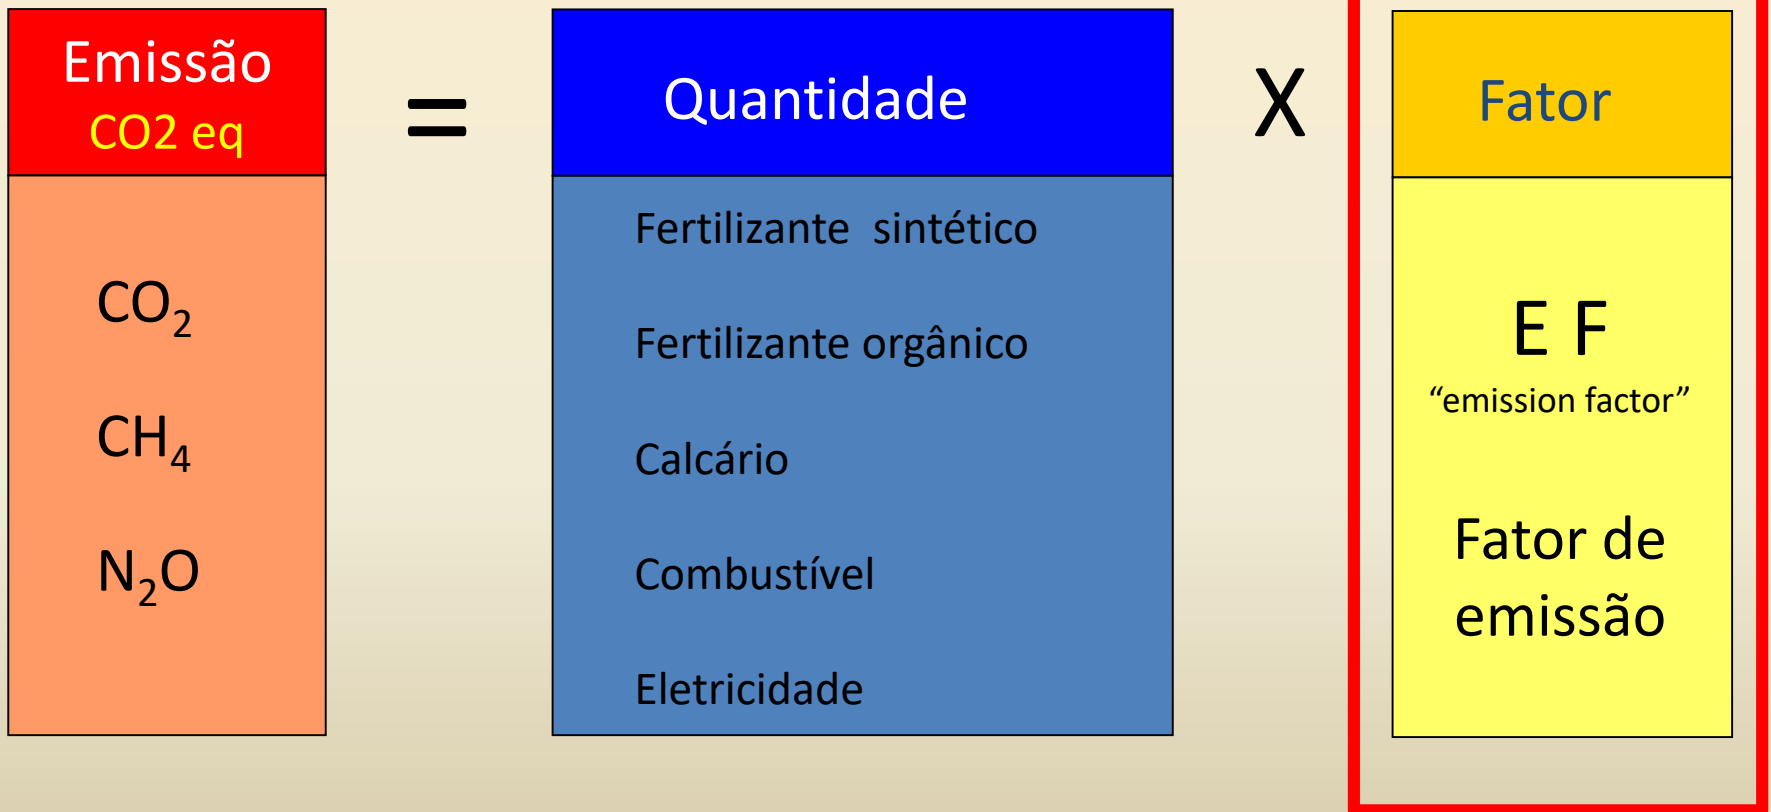 Emissão
CO2 eq
=
Quantidade
X
Fator
CO₂
CH₄
N₂O
Fertilizante sintético
Fertilizante orgânico
Calcário
Combustível
Eletricidade
E F
“emission factor”
Fator de
emissão